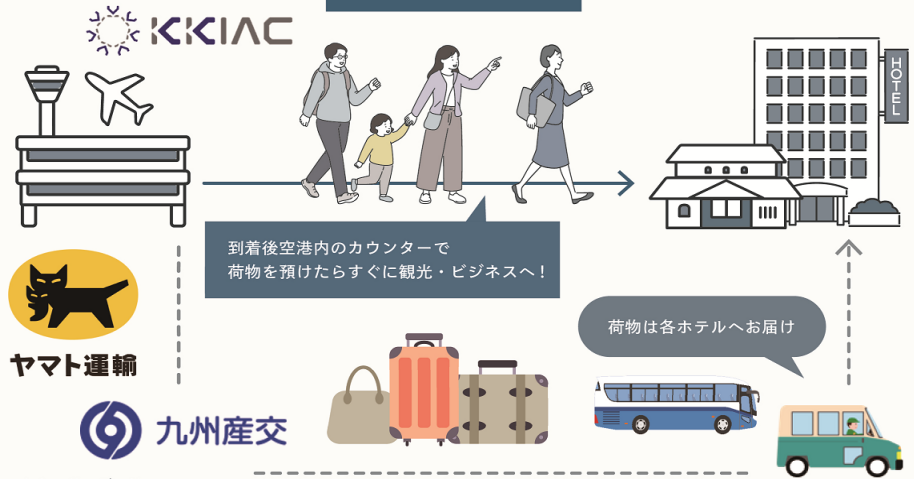 KKIAC
HOTEL
到着後空港内のカウンターで
荷物を預けたらすぐに観光・ビジネスへ！
荷物は各ホテルへお届け
ヤマト運輸
九州産交